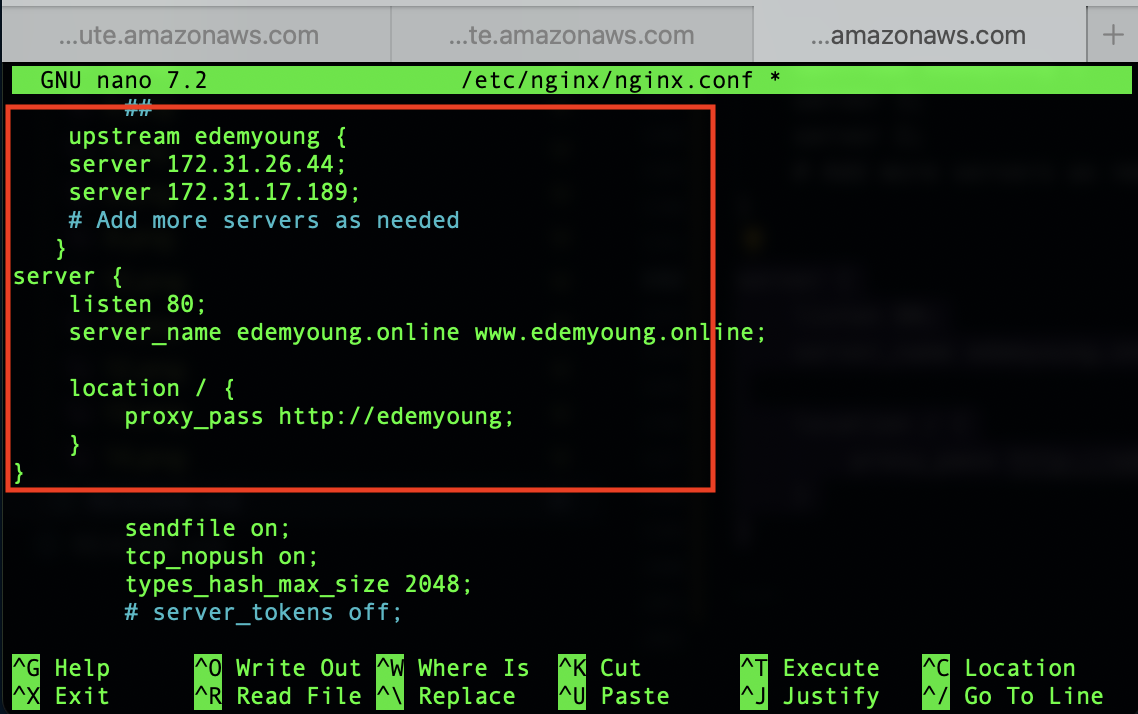 ...ute.amazonaws.com ...te.amazonaws.com ...amazonaws.com +
GNU nano 7.2 /etc/nginx/nginx.conf *
##
upstream edemyoung {
server 172.31.26.44;
server 172.31.17.189;
# Add more servers as needed
}
server {
listen 80;
server_name edemyoung.online www.edemyoung.online;
location / {
proxy_pass http://edemyoung;
}
}
sendfile on;
tcp_nopush on;
types_hash_max_size 2048;
# server_tokens off;
^G Help ^O Write Out ^W Where Is ^K Cut ^T Execute ^C Location
^X Exit ^R Read File ^\ Replace ^U Paste ^J Justify ^/ Go To Line